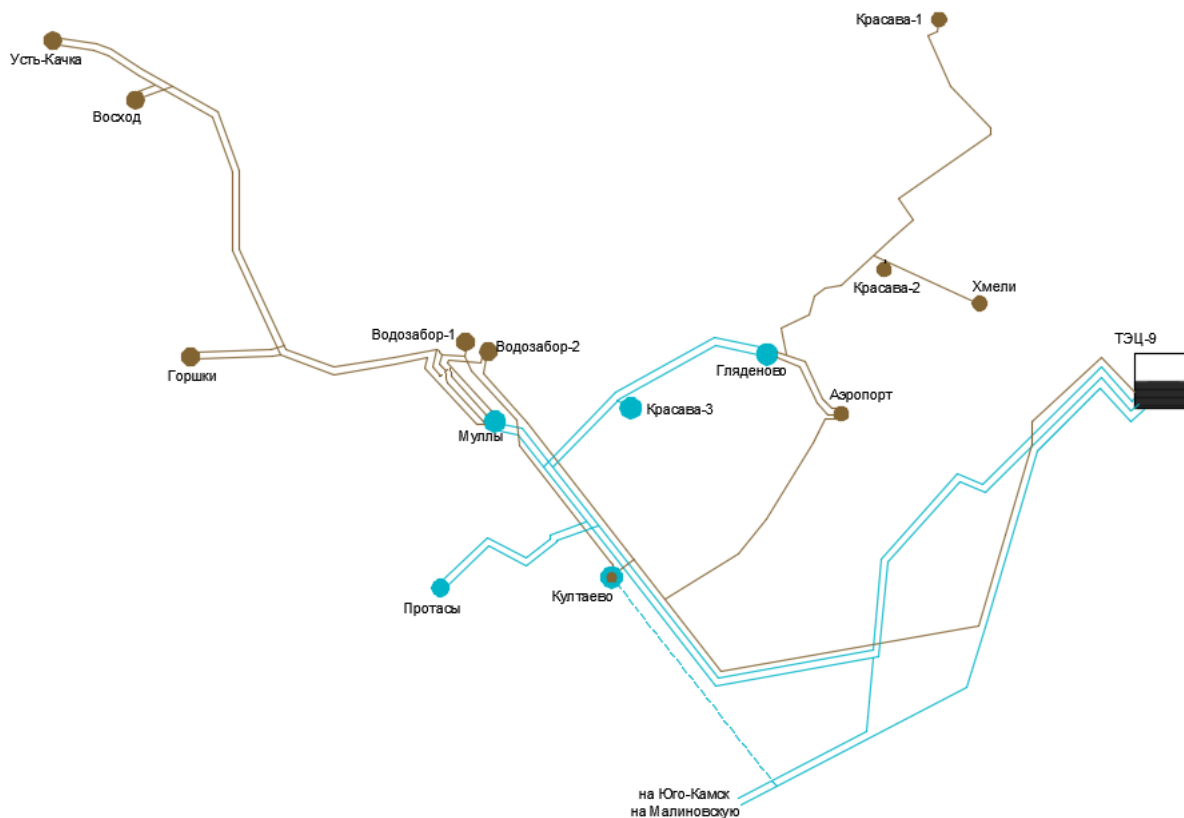 Красава-1
Усть-Качка
Восход
Красава-2
Хмели
Водозабор-1
Водозабор-2
ТЭЦ-9
Горшки
Гляденово
Аэропорт
Красава-3
Муллы
Протасы
Култаево
на Юго-Камск
на Малиновскую